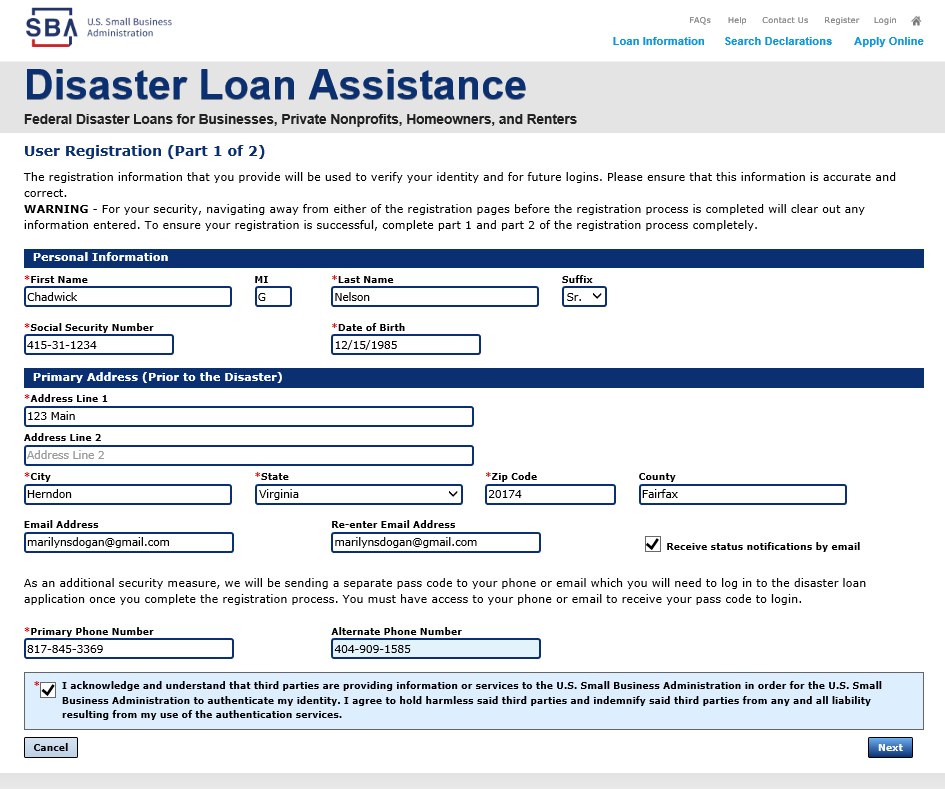 SBA U.S. Small Business
Administration
FAQs Help Contact Us Register Login
Loan Information Search Declarations Apply Online
Disaster Loan Assistance
Federal Disaster Loans for Businesses, Private Nonprofits, Homeowners, and Renters
User Registration (Part 1 of 2)
The registration information that you provide will be used to verify your identity and for future logins. Please ensure that this information is accurate and
correct.
WARNING - For your security, navigating away from either of the registration pages before the registration process is completed will clear out any
information entered. To ensure your registration is successful, complete part 1 and part 2 of the registration process completely.
Personal Information
*First Name MI *Last Name Suffix
Chadwick G Nelson Sr.
*Social Security Number *Date of Birth
415-31-1234 12/15/1985
Primary Address (Prior to the Disaster)
*Address Line 1
123 Main
Address Line 2
Address Line 2
*City *State *Zip Code County
Herndon Virginia 20174 Fairfax
Email Address Re-enter Email Address
marilynsdogan@gmail.com marilynsdogan@gmail.com Receive status notifications by email
As an additional security measure, we will be sending a separate pass code to your phone or email which you will need to log in to the disaster loan
application once you complete the registration process. You must have access to your phone or email to receive your pass code to login.
*Primary Phone Number Alternate Phone Number
817-845-3369 404-909-1585
* I acknowledge and understand that third parties are providing information or services to the U.S. Small Business Administration in order for the U.S. Small
Business Administration to authenticate my identity. I agree to hold harmless said third parties and indemnify said third parties from any and all liability
resulting from my use of the authentication services.
Cancel Next